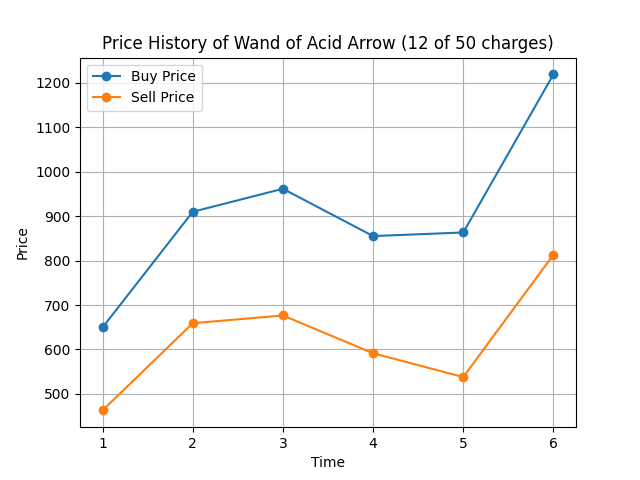 Price History of Wand of Acid Arrow (12 of 50 charges)
Buy Price
Sell Price
1200
1100
1000
900
800
700
600
500
Price
1 2 3 4 5 6
Time